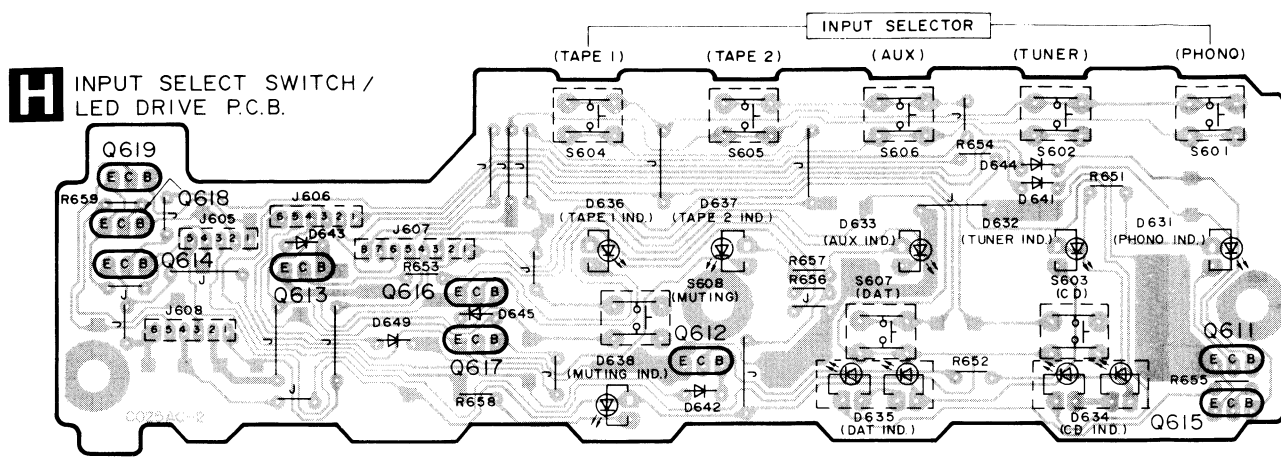 INPUT SELECTOR
(TAPE 1) (TAPE 2) (AUX) (TUNER) (PHONO)
H INPUT SELECT SWITCH /
LED DRIVE P.C.B.
S604 S605 S606 S602 S601
R654
D644
D641
R651
Q619
E C B
R659
Q618
E C B
J605
5 4 3 2 1
J606
6 5 4 3 2 1
D643
J607
8 7 6 5 4 3 2 1
R653
Q614
E C B
Q613
E C B
Q616
E C B
D645
D649
Q617
E C B
R658
J608
6 5 4 3 2 1
C025AC-2
D636
(TAPE 1 IND.)
D637
(TAPE 2 IND.)
D633
(AUX IND.)
D632
(TUNER IND.)
D631
(PHONO IND.)
S608
(MUTING)
R657
R656
J
S607
(DAT)
S603
(CD)
Q612
E C B
D638
(MUTING IND.)
D642
R652
D635
(DAT IND.)
D634
(CD IND.)
Q611
E C B
R655
E C B
Q615